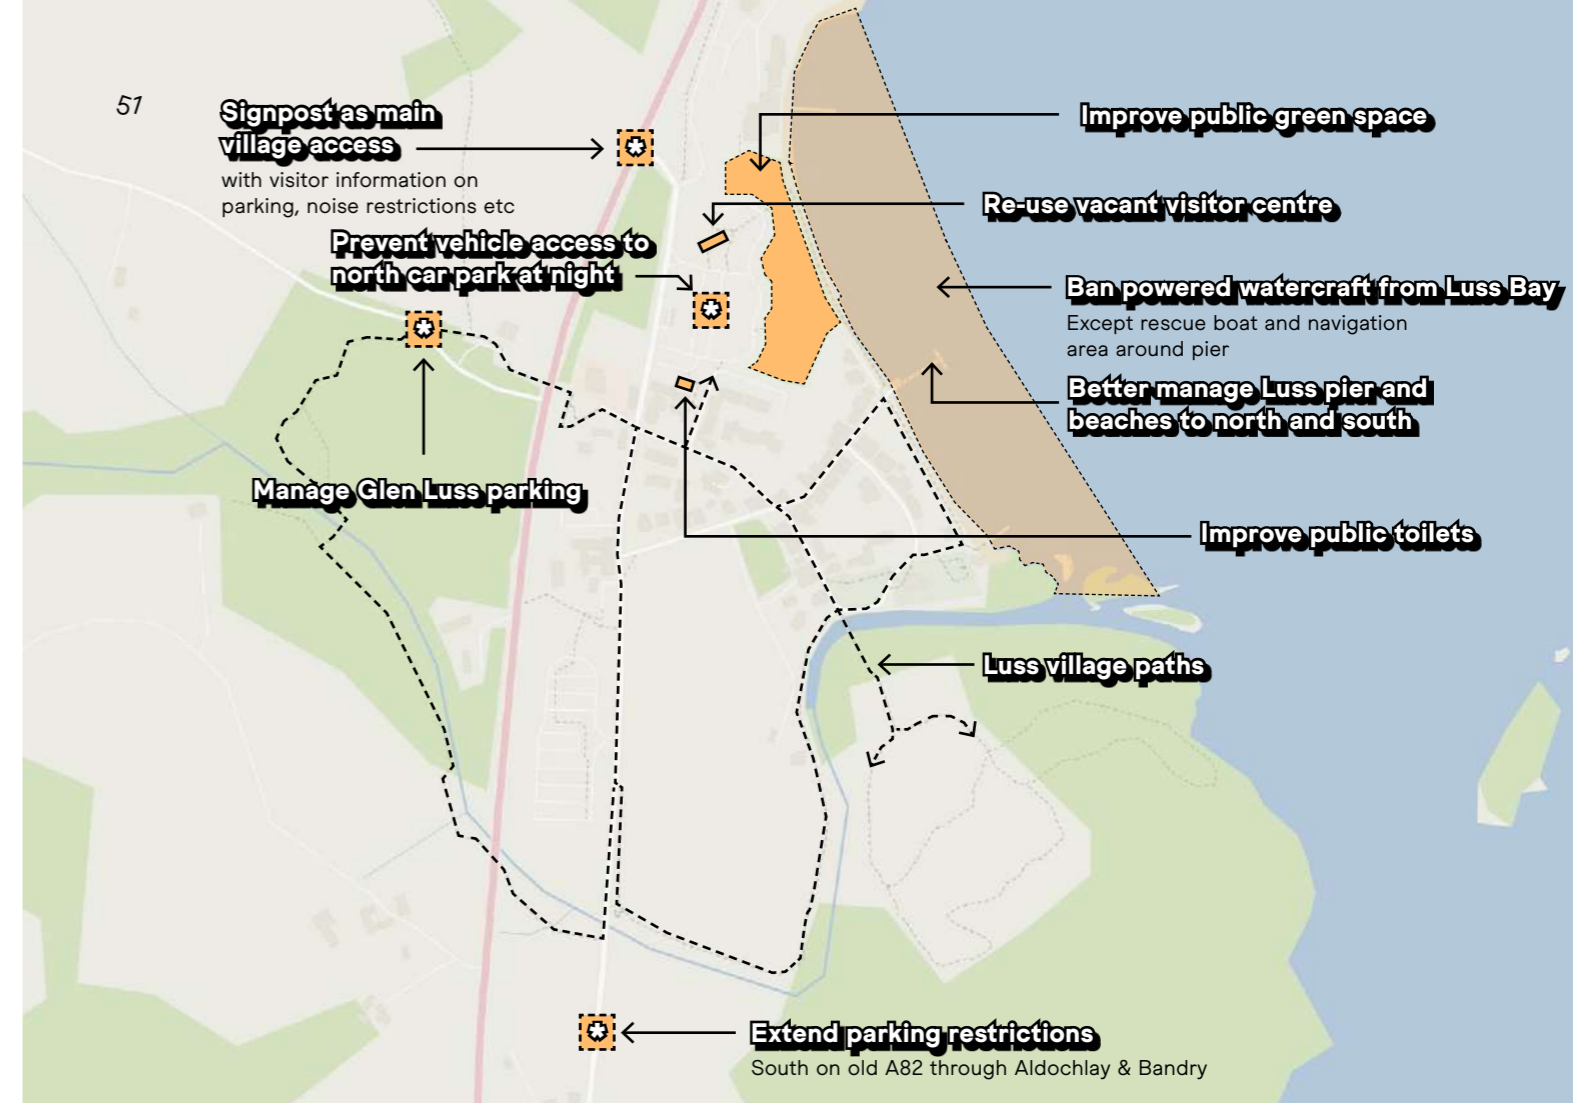 51
Signpost as main
village access
with visitor information on
parking, noise restrictions etc
Prevent vehicle access to
north car park at night
Manage Glen Luss parking
Improve public green space
Re-use vacant visitor centre
Ban powered watercraft from Luss Bay
Except rescue boat and navigation
area around pier
Better manage Luss pier and
beaches to north and south
Improve public toilets
Luss village paths
Extend parking restrictions
South on old A82 through Aldochlay & Bandry